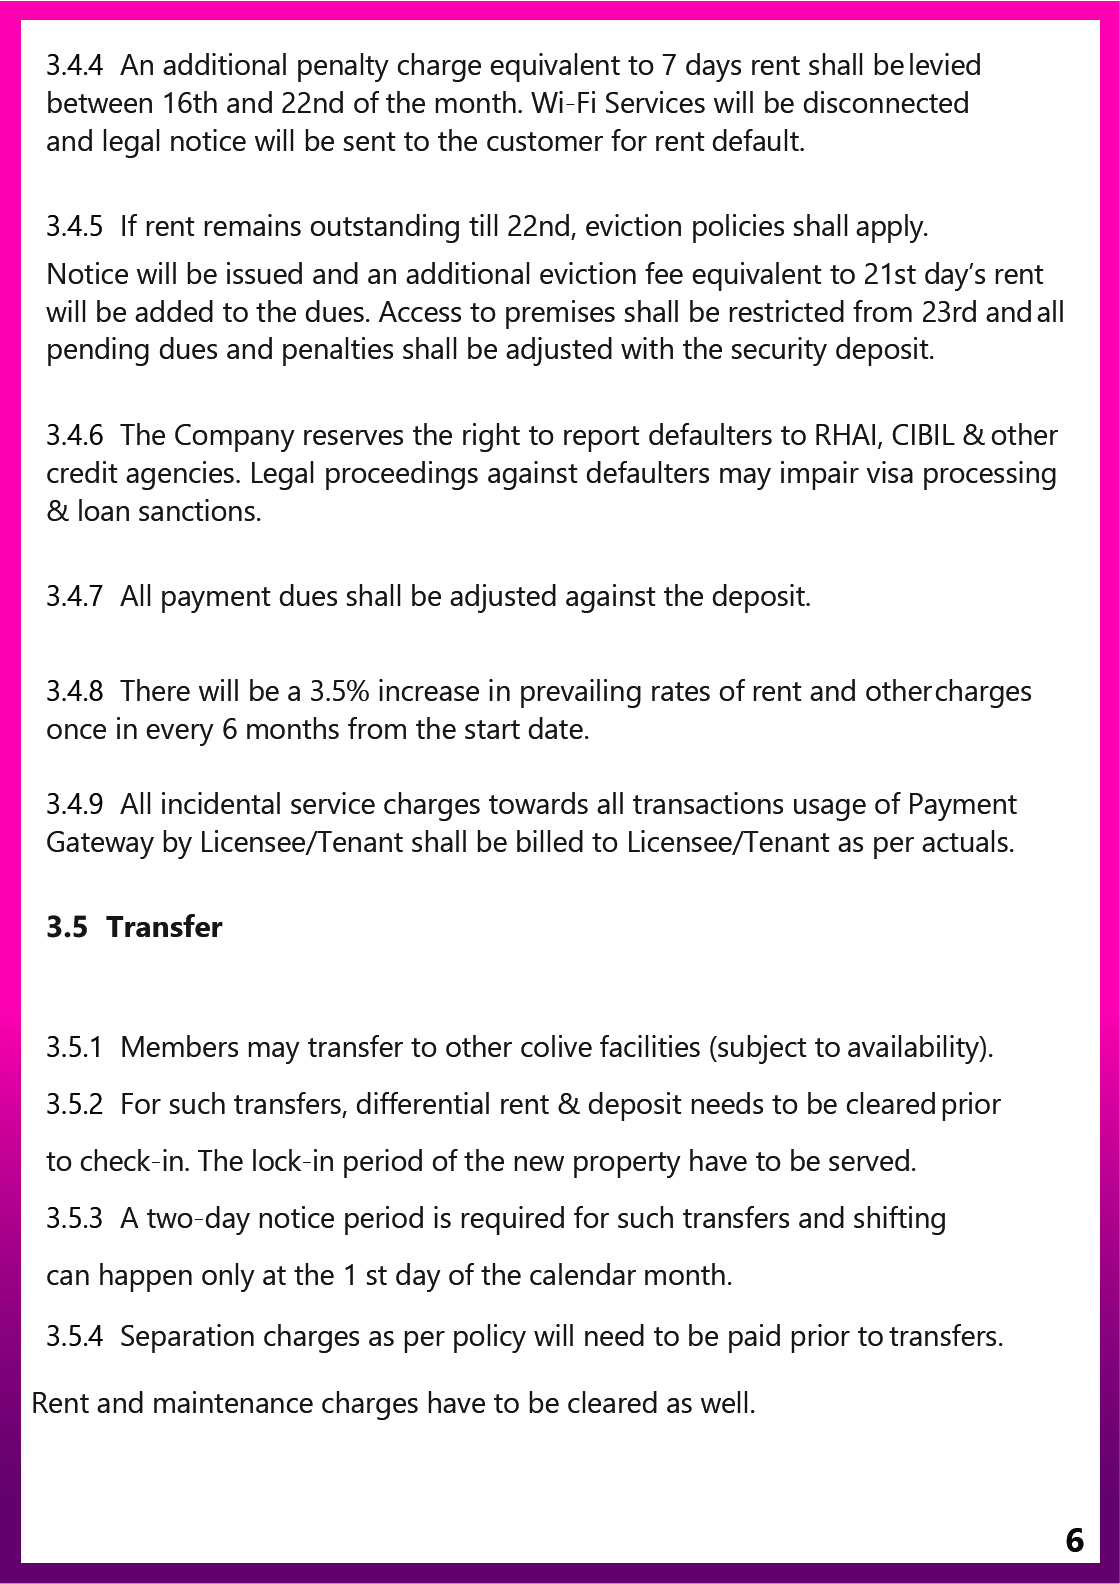 3.4.4 An additional penalty charge equivalent to 7 days rent shall be levied
between 16th and 22nd of the month. Wi-Fi Services will be disconnected
and legal notice will be sent to the customer for rent default.
3.4.5 If rent remains outstanding till 22nd, eviction policies shall apply.
Notice will be issued and an additional eviction fee equivalent to 21st day’s rent
will be added to the dues. Access to premises shall be restricted from 23rd and all
pending dues and penalties shall be adjusted with the security deposit.
3.4.6 The Company reserves the right to report defaulters to RHAI, CIBIL & other
credit agencies. Legal proceedings against defaulters may impair visa processing
& loan sanctions.
3.4.7 All payment dues shall be adjusted against the deposit.
3.4.8 There will be a 3.5% increase in prevailing rates of rent and other charges
once in every 6 months from the start date.
3.4.9 All incidental service charges towards all transactions usage of Payment
Gateway by Licensee/Tenant shall be billed to Licensee/Tenant as per actuals.
3.5 Transfer
3.5.1 Members may transfer to other colive facilities (subject to availability).
3.5.2 For such transfers, differential rent & deposit needs to be cleared prior
to check-in. The lock-in period of the new property have to be served.
3.5.3 A two-day notice period is required for such transfers and shifting
can happen only at the 1 st day of the calendar month.
3.5.4 Separation charges as per policy will need to be paid prior to transfers.
Rent and maintenance charges have to be cleared as well.
6